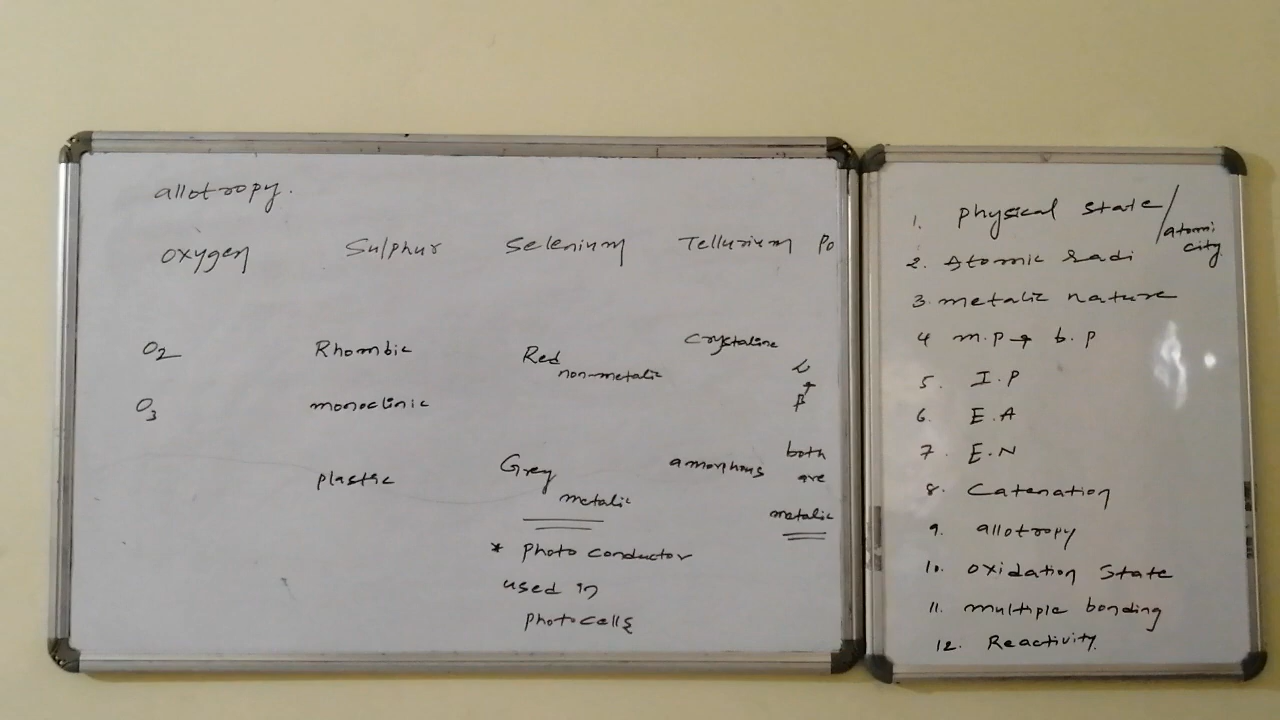 allotropy.
oxygen Sulphur Selenium Tellurium Po
O2 Rhombic Red Crystaline α
non-metalic
O3 monoclinic β
plastic Grey amorphous both
are
metalic metalic
* photo conductor
used in
photocells
1. physical state/atomi
city
2. Atomic radi
3. metalic nature
4 m.p → b.p
5. I.P
6. E.A
7. E.N
8. Catenation
9. allotropy
10. oxidation State
11. multiple bonding
12. Reactivity.